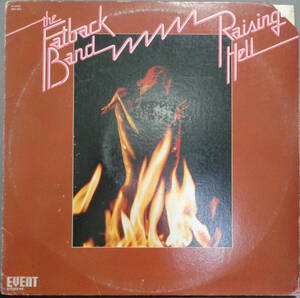 the
Fatback
Band
Raising
Hell
EVENT